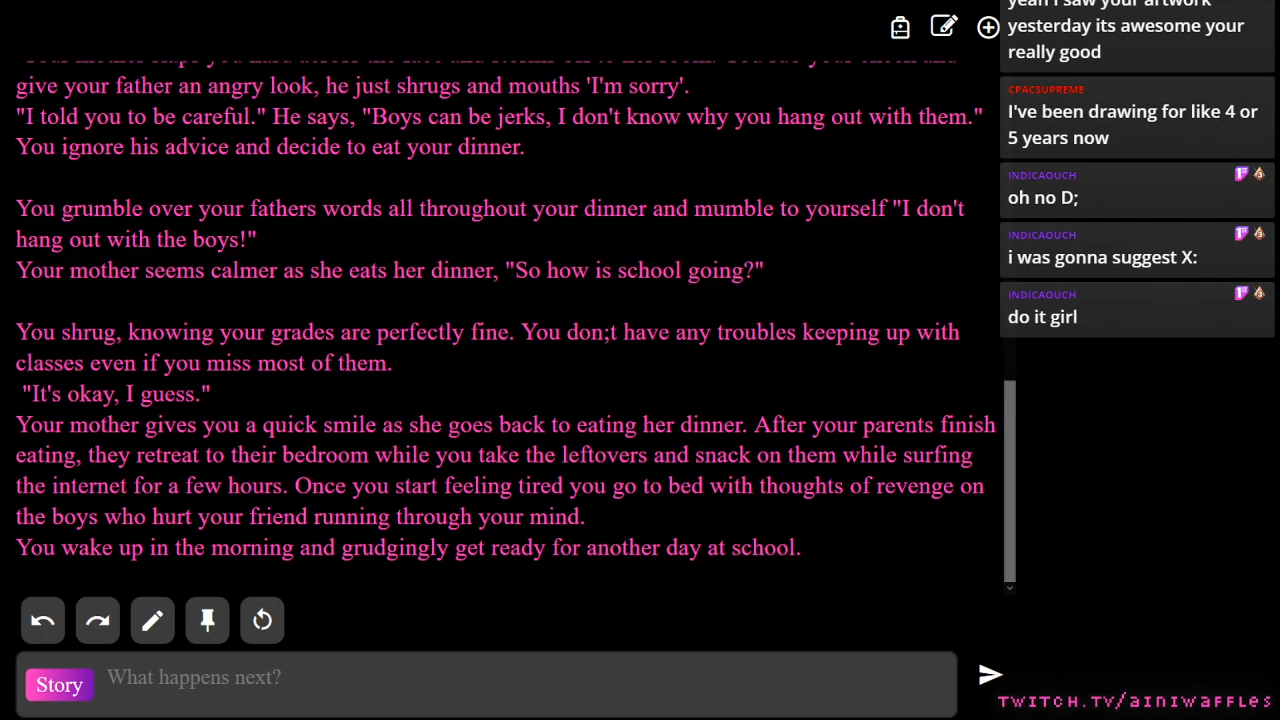 give your father an angry look, he just shrugs and mouths 'I'm sorry'.
"I told you to be careful." He says, "Boys can be jerks, I don't know why you hang out with them."
You ignore his advice and decide to eat your dinner.
You grumble over your fathers words all throughout your dinner and mumble to yourself "I don't
hang out with the boys!"
Your mother seems calmer as she eats her dinner, "So how is school going?"
You shrug, knowing your grades are perfectly fine. You don;t have any troubles keeping up with
classes even if you miss most of them.
"It's okay, I guess."
Your mother gives you a quick smile as she goes back to eating her dinner. After your parents finish
eating, they retreat to their bedroom while you take the leftovers and snack on them while surfing
the internet for a few hours. Once you start feeling tired you go to bed with thoughts of revenge on
the boys who hurt your friend running through your mind.
You wake up in the morning and grudgingly get ready for another day at school.
Story
What happens next?
yeah i saw your artwork
yesterday its awesome your
really good
CPACSUPREME
I've been drawing for like 4 or
5 years now
INDICAOUCH
oh no D;
INDICAOUCH
i was gonna suggest X:
INDICAOUCH
do it girl
TWITCH.TV/AINIWAFFLES